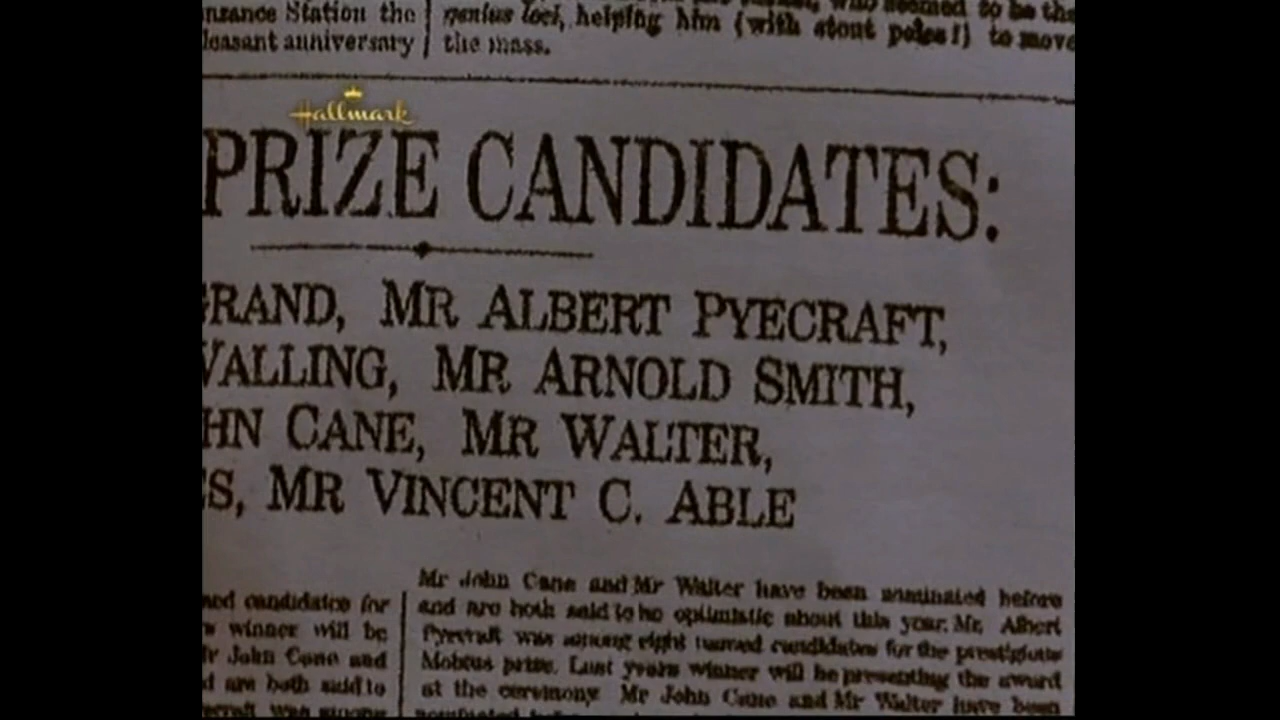 nzance Station the
leasant anniversary
genius loci, helping him (with stout poles!) to move
the mass.
Hallmark
PRIZE CANDIDATES:
GRAND, MR ALBERT PYECRAFT,
WALLING, MR ARNOLD SMITH,
HN CANE, MR WALTER,
ES, MR VINCENT C. ABLE
ned candidates for
winner will be
Mr John Cane and
d are both said to
Mr John Cane and Mr Walter have been nominated before
and are both said to be optimistic about this year. Mr. Albert
Pyecraft was among eight named candidates for the prestigious
Mobius prize. Last years winner will be presenting the award
at the ceremony Mr John Cane and Mr Walter have been